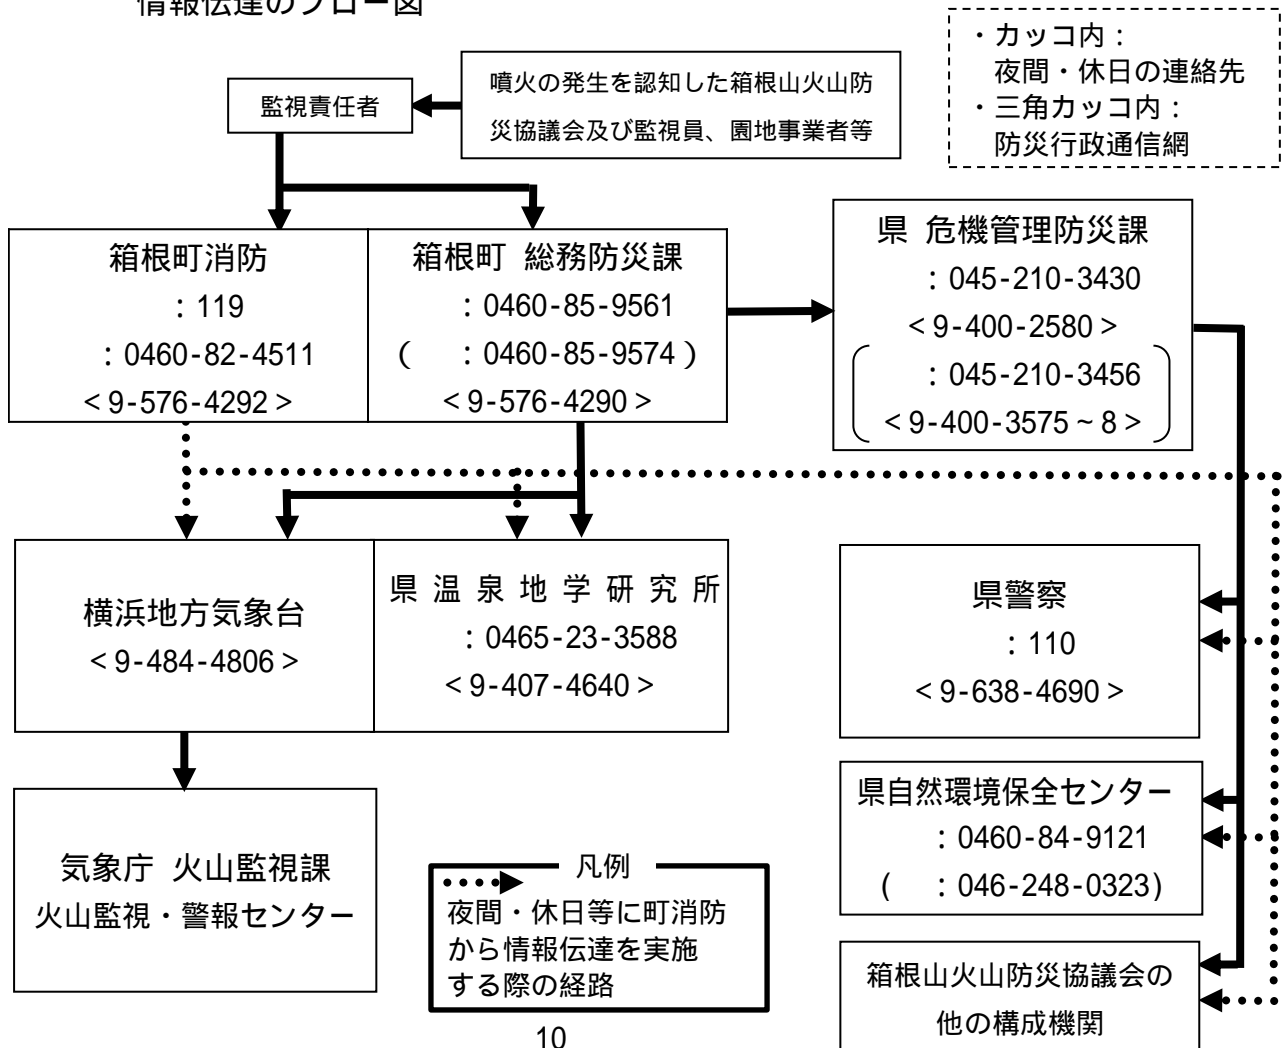 情報伝達のフロー図
・カッコ内：
夜間・休日の連絡先
・三角カッコ内：
防災行政通信網
監視責任者
噴火の発生を認知した箱根山火山防
災協議会及び監視員、園地事業者等
箱根町消防
：119
：0460-82-4511
＜9-576-4292＞
箱根町 総務防災課
：0460-85-9561
（ ：0460-85-9574）
＜9-576-4290＞
県 危機管理防災課
：045-210-3430
＜9-400-2580＞
：045-210-3456
＜9-400-3575～8＞
横浜地方気象台
＜9-484-4806＞
県温泉地学研究所
：0465-23-3588
＜9-407-4640＞
県警察
：110
＜9-638-4690＞
気象庁 火山監視課
火山監視・警報センター
県自然環境保全センター
：0460-84-9121
( ：046-248-0323)
凡例
夜間・休日等に町消防
から情報伝達を実施
する際の経路
箱根山火山防災協議会の
他の構成機関
10